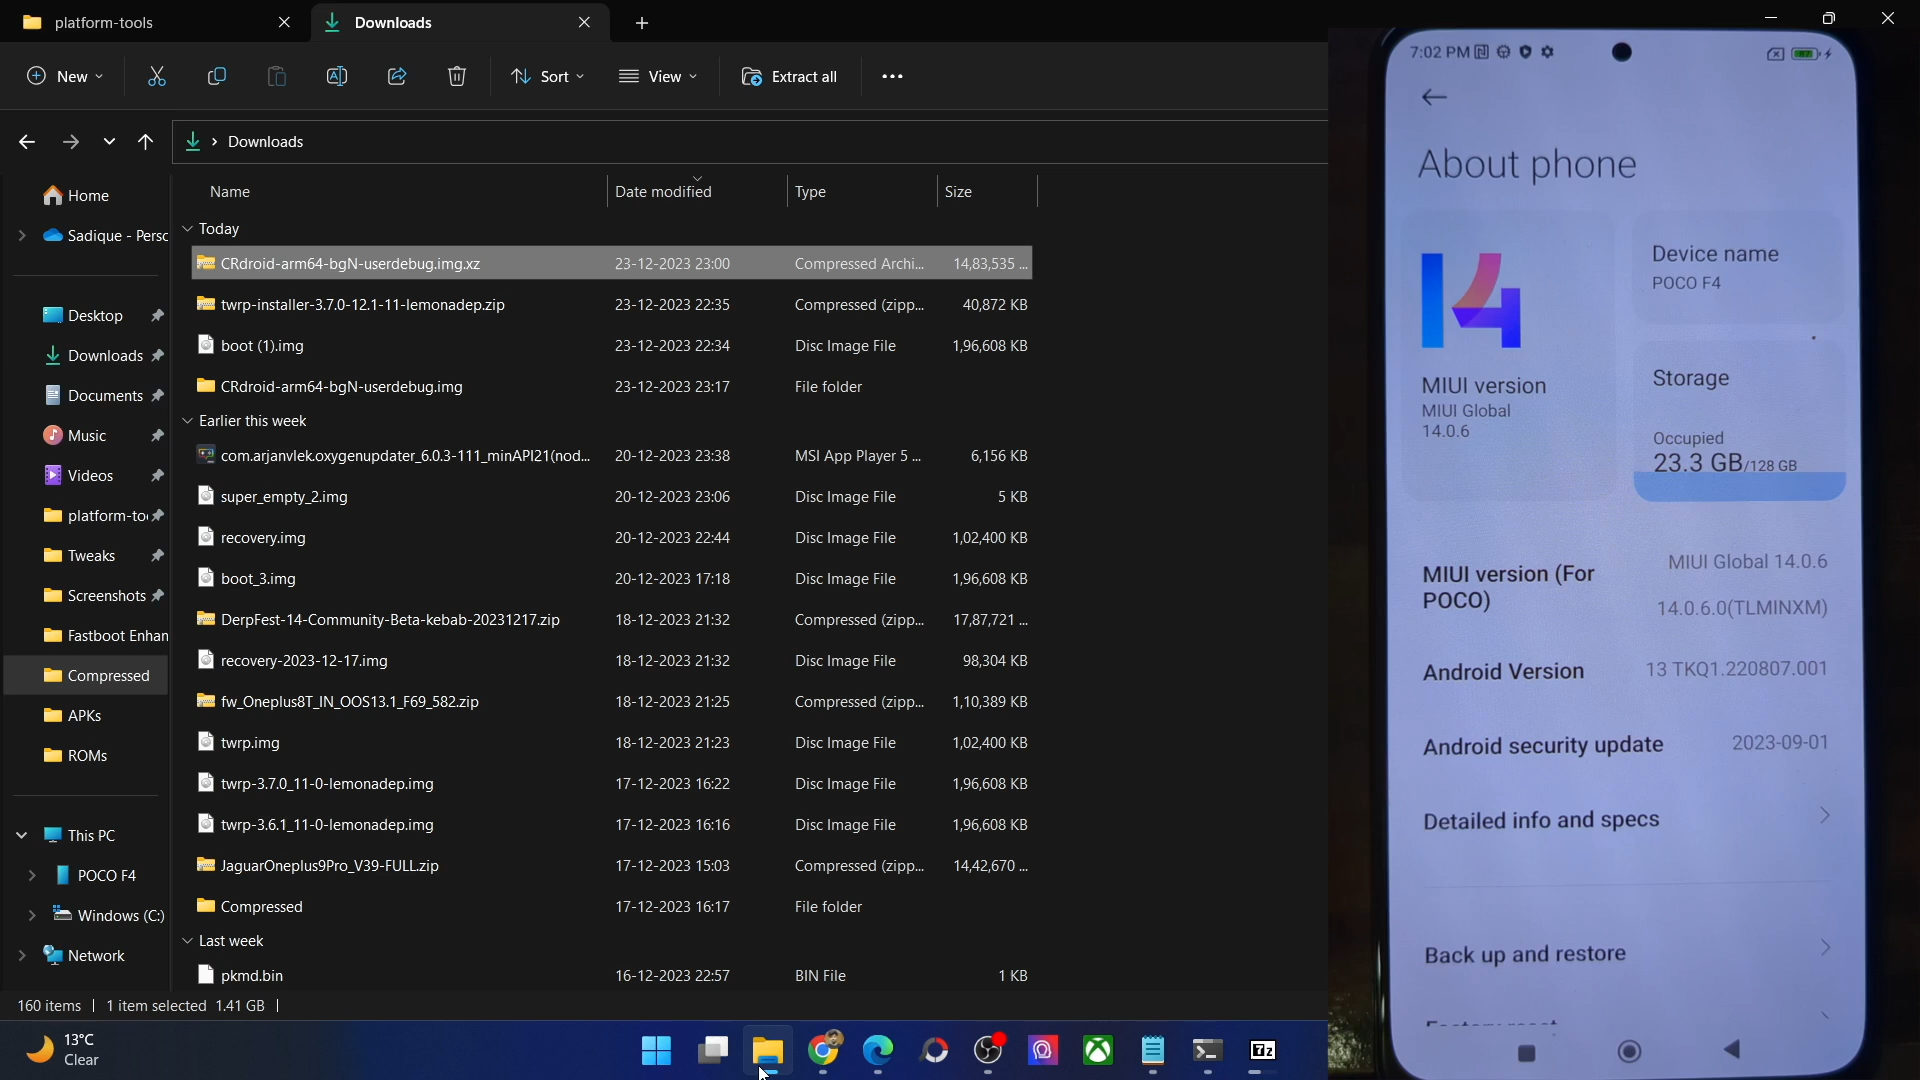 platform-tools
Downloads
New
Sort
View
Extract all
Downloads
Name
Date modified
Type
Size
Home
Sadique - Persc
Desktop
Downloads
Documents
Music
Videos
platform-to
Tweaks
Screenshots
Fastboot Enhan
Compressed
APKs
ROMs
This PC
POCO F4
Windows (C:)
Network
Today
CRdroid-arm64-bgN-userdebug.img.xz 23-12-2023 23:00 Compressed Archi... 14,83,535 ...
twrp-installer-3.7.0-12.1-11-lemonadep.zip 23-12-2023 22:35 Compressed (zipp... 40,872 KB
boot (1).img 23-12-2023 22:34 Disc Image File 1,96,608 KB
CRdroid-arm64-bgN-userdebug.img 23-12-2023 23:17 File folder
Earlier this week
com.arjanvlek.oxygenupdater_6.0.3-111_minAPI21(nod... 20-12-2023 23:38 MSI App Player 5 ... 6,156 KB
super_empty_2.img 20-12-2023 23:06 Disc Image File 5 KB
recovery.img 20-12-2023 22:44 Disc Image File 1,02,400 KB
boot_3.img 20-12-2023 17:18 Disc Image File 1,96,608 KB
DerpFest-14-Community-Beta-kebab-20231217.zip 18-12-2023 21:32 Compressed (zipp... 17,87,721 ...
recovery-2023-12-17.img 18-12-2023 21:32 Disc Image File 98,304 KB
fw_Oneplus8T_IN_OOS13.1_F69_582.zip 18-12-2023 21:25 Compressed (zipp... 1,10,389 KB
twrp.img 18-12-2023 21:23 Disc Image File 1,02,400 KB
twrp-3.7.0_11-0-lemonadep.img 17-12-2023 16:22 Disc Image File 1,96,608 KB
twrp-3.6.1_11-0-lemonadep.img 17-12-2023 16:16 Disc Image File 1,96,608 KB
JaguarOneplus9Pro_V39-FULL.zip 17-12-2023 15:03 Compressed (zipp... 14,42,670 ...
Compressed 17-12-2023 16:17 File folder
Last week
pkmd.bin 16-12-2023 22:57 BIN File 1 KB
160 items 1 item selected 1.41 GB
13°C
Clear
7z
7:02 PM
About phone
14
MIUI version
MIUI Global
14.0.6
Device name
POCO F4
Storage
Occupied
23.3 GB/128 GB
MIUI version (For
POCO)
MIUI Global 14.0.6
14.0.6.0(TLMINXM)
Android Version 13 TKQ1.220807.001
Android security update 2023-09-01
Detailed info and specs
Back up and restore